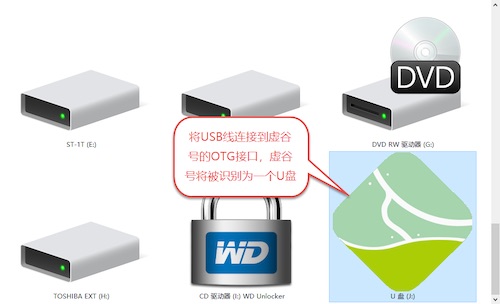 DVD
ST-1T (E:)
DVD RW 驱动器 (G:)
将USB线连接到虚谷
号的OTG接口，虚谷
号将被识别为一个U盘
WD
TOSHIBA EXT (H:)
CD 驱动器 (I:) WD Unlocker
U 盘 (J:)